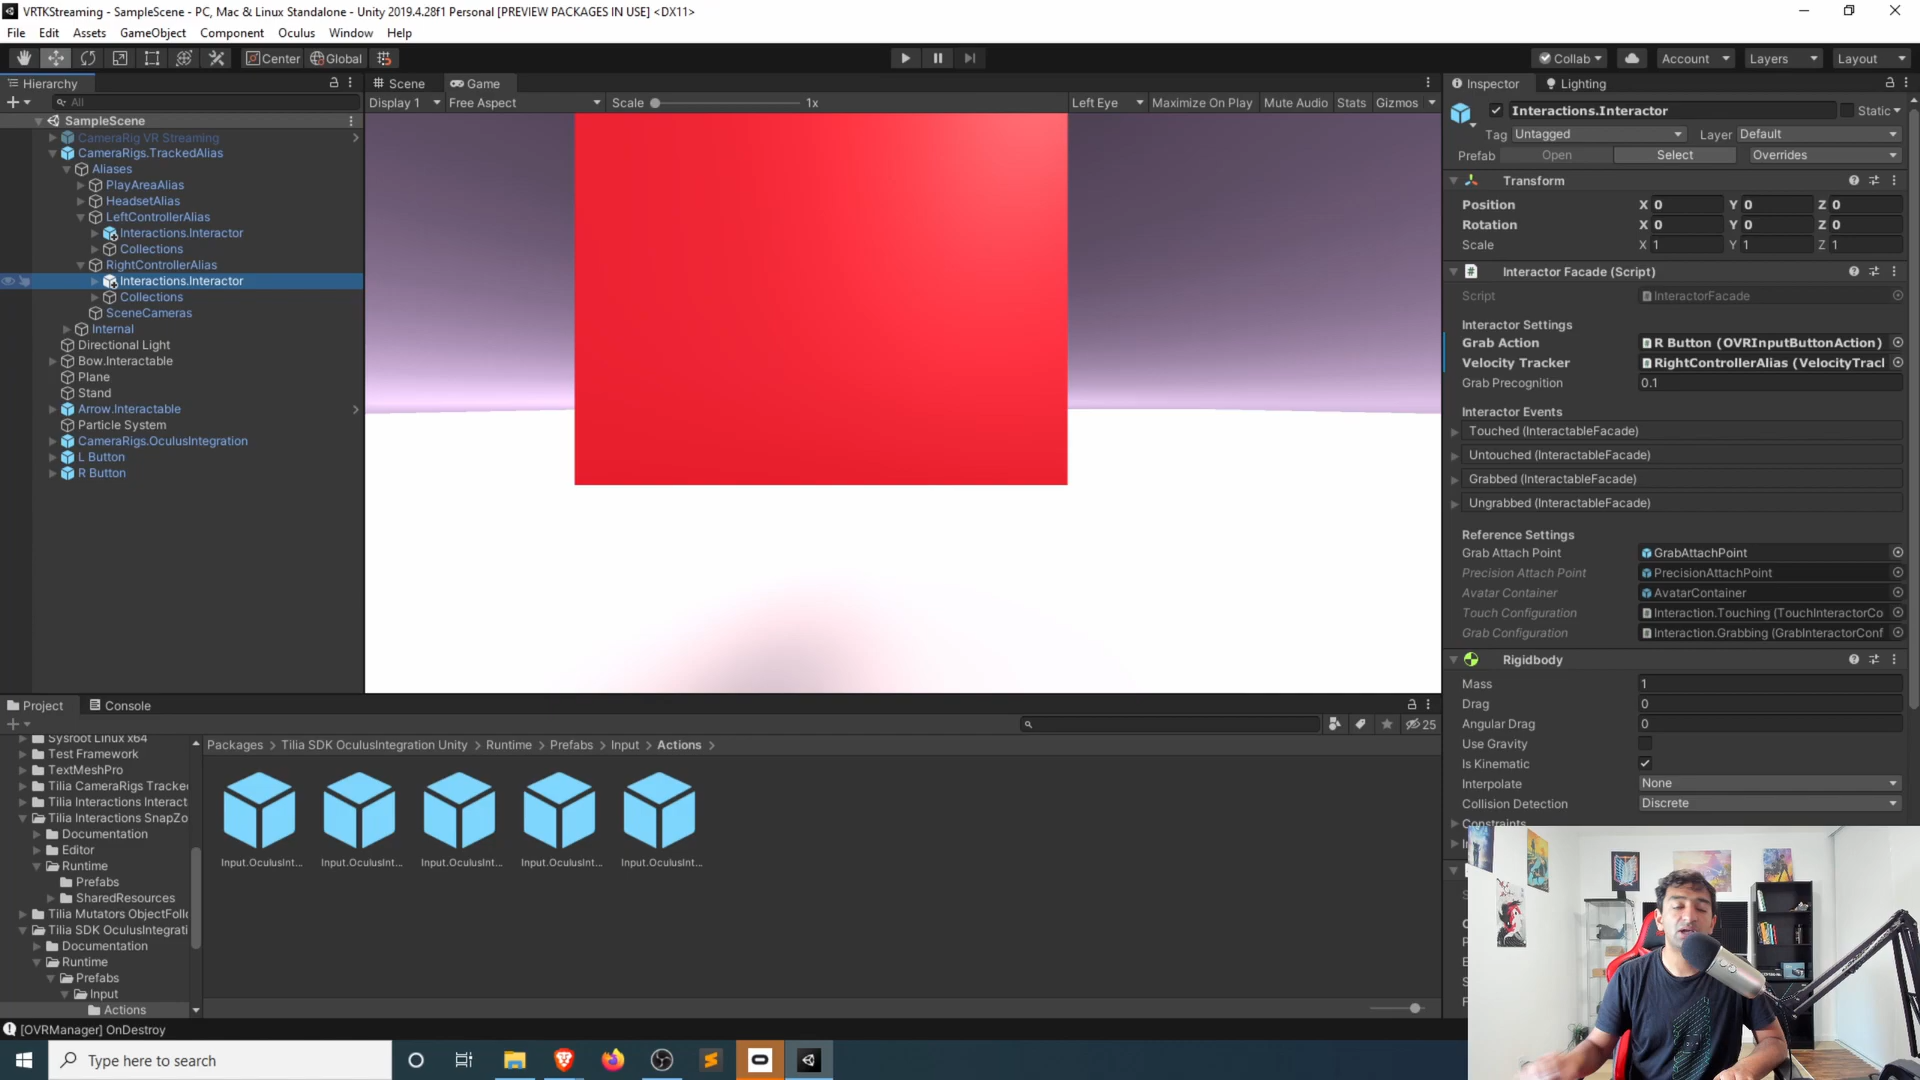 VRTKStreaming - SampleScene - PC, Mac & Linux Standalone - Unity 2019.4.28f1 Personal [PREVIEW PACKAGES IN USE] <DX11>
File Edit Assets GameObject Component Oculus Window Help
Center Global Collab Account Layers Layout
Hierarchy
All
SampleScene
CameraRig VR Streaming
CameraRigs.TrackedAlias
Aliases
PlayAreaAlias
HeadsetAlias
LeftControllerAlias
Interactions.Interactor
Collections
RightControllerAlias
Interactions.Interactor
Collections
SceneCameras
Internal
Directional Light
Bow.Interactable
Plane
Stand
Arrow.Interactable
Particle System
CameraRigs.OculusIntegration
L Button
R Button
Scene Game
Display 1 Free Aspect Scale 1x Left Eye Maximize On Play Mute Audio Stats Gizmos
Inspector Lighting
Interactions.Interactor Static
Tag Untagged Layer Default
Prefab Open Select Overrides
Transform
Position X 0 Y 0 Z 0
Rotation X 0 Y 0 Z 0
Scale X 1 Y 1 Z 1
Interactor Facade (Script)
Script InteractorFacade
Interactor Settings
Grab Action R Button (OVRInputButtonAction)
Velocity Tracker RightControllerAlias (VelocityTracl
Grab Precognition 0.1
Interactor Events
Touched (InteractableFacade)
Untouched (InteractableFacade)
Grabbed (InteractableFacade)
Ungrabbed (InteractableFacade)
Reference Settings
Grab Attach Point GrabAttachPoint
Precision Attach Point PrecisionAttachPoint
Avatar Container AvatarContainer
Touch Configuration Interaction.Touching (TouchInteractorCo
Grab Configuration Interaction.Grabbing (GrabInteractorConf
Rigidbody
Mass 1
Drag 0
Angular Drag 0
Use Gravity
Is Kinematic
Interpolate None
Collision Detection Discrete
Constraints
Project Console
25
Sysroot Linux x64
Test Framework
TextMeshPro
Tilia CameraRigs Tracke
Tilia Interactions Interact
Tilia Interactions SnapZo
Documentation
Editor
Runtime
Prefabs
SharedResources
Tilia Mutators ObjectFoll
Tilia SDK OculusIntegrati
Documentation
Runtime
Prefabs
Input
Actions
Packages > Tilia SDK OculusIntegration Unity > Runtime > Prefabs > Input > Actions >
Input.OculusInt... Input.OculusInt... Input.OculusInt... Input.OculusInt... Input.OculusInt...
[OVRManager] OnDestroy
Type here to search